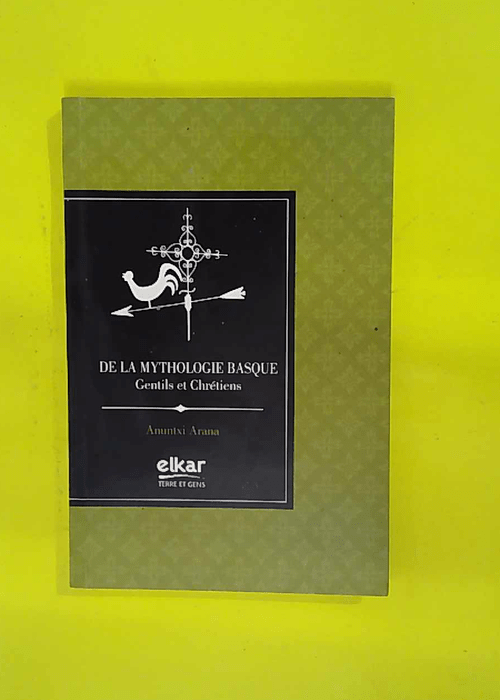 DE LA MYTHOLOGIE BASQUE
Gentils et Chrétiens
Anuntxi Arana
elkar
TERRE ET GENS